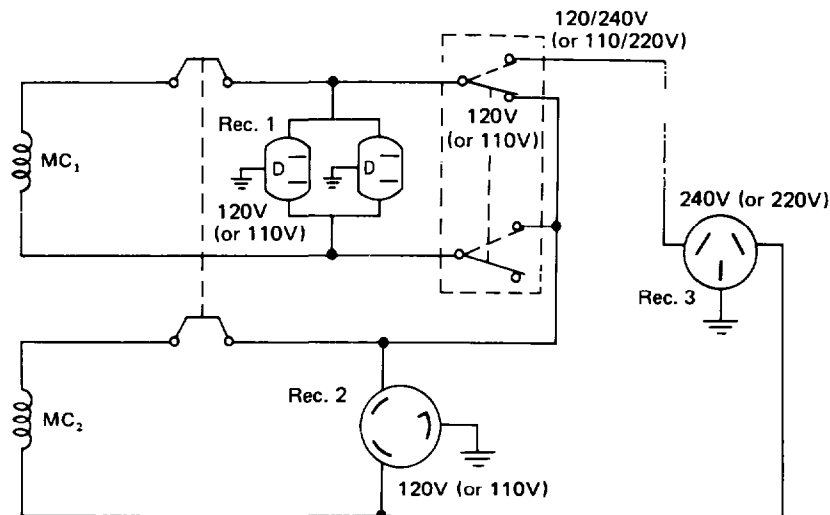 120/240V
(or 110/220V)
Rec. 1
120V
(or 110V)
MC₁
D
D
120V
(or 110V)
240V (or 220V)
Rec. 3
Rec. 2
MC₂
120V (or 110V)